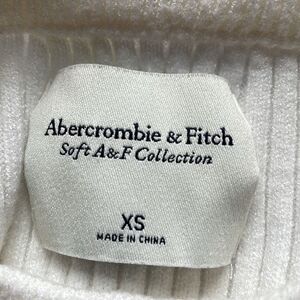 Abercrombie & Fitch
Soft A&F Collection
XS
MADE IN CHINA